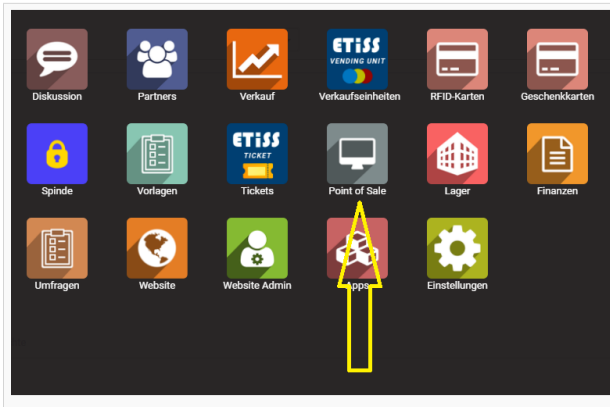 ETISS
VENDING UNIT
Diskussion
Partners
Verkauf
Verkaufseinheiten
RFID-Karten
Geschenkkarten
ETISS
TICKET
Spinde
Vorlagen
Tickets
Point of Sale
Lager
Finanzen
Umfragen
Website
Website Admin
Apps
Einstellungen